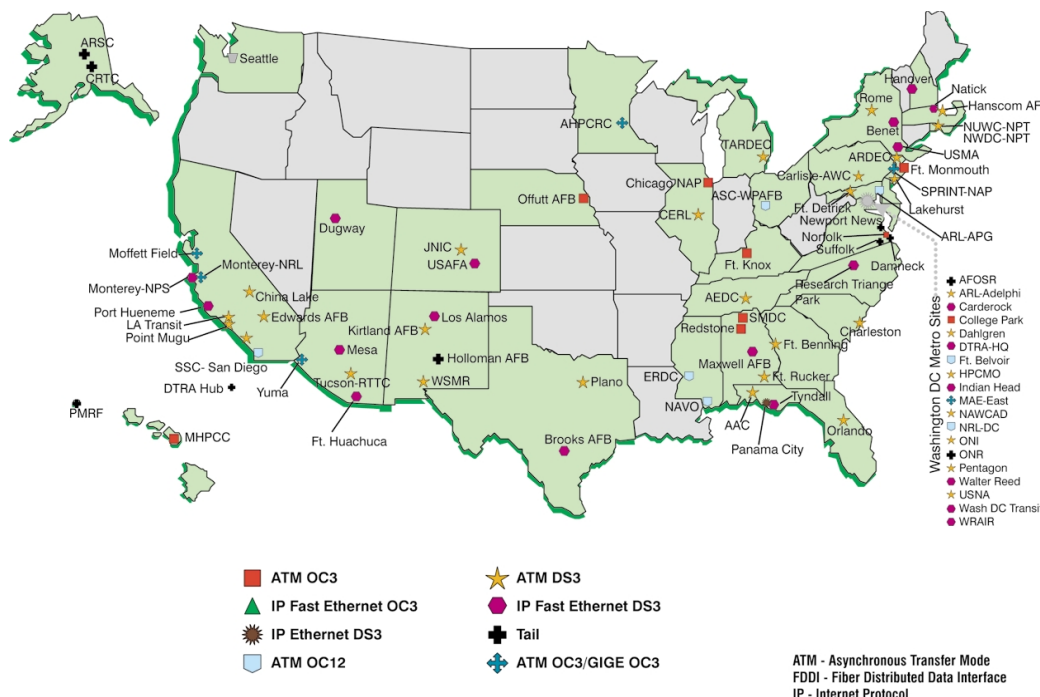 ARSC
CRTC
Seattle
AHPCRC
TARDEC
Hanover
Natick
Rome
Hanscom AF
Benet
NUWC-NPT
NWDC-NPT
USMA
ARDEC
Ft. Monmouth
Carlisle-AWC
SPRINT-NAP
Chicago NAP
ASC-WPAFB
Offutt AFB
Ft. Detrick
Lakehurst
CERL
Newport News
Dugway
Norfolk
ARL-APG
Suffolk
JNIC
USAFA
Moffett Field
Monterey-NRL
Ft. Knox
Damneck
Monterey-NPS
Research Triange
Park
China Lake
AEDC
Port Hueneme
LA Transit
Edwards AFB
Los Alamos
SMDC
Point Mugu
Kirtland AFB
Redstone
Charleston
Ft. Benning
Mesa
Holloman AFB
Maxwell AFB
SSC- San Diego
Yuma
Tucson-RTTC
WSMR
Plano
ERDC
Ft. Rucker
DTRA Hub
Tyndall
NAVO
AAC
PMRF
Ft. Huachuca
Brooks AFB
Panama City
Orlando
MHPCC
Washington DC Metro Sites
AFOSR
ARL-Adelphi
Carderock
College Park
Dahlgren
DTRA-HQ
Ft. Belvoir
HPCMO
Indian Head
MAE-East
NAWCAD
NRL-DC
ONI
ONR
Pentagon
Walter Reed
USNA
Wash DC Transi
WRAIR
ATM OC3
ATM DS3
IP Fast Ethernet OC3
IP Fast Ethernet DS3
IP Ethernet DS3
Tail
ATM OC12
ATM OC3/GIGE OC3
ATM - Asynchronous Transfer Mode
FDDI - Fiber Distributed Data Interface
IP - Internet Protocol